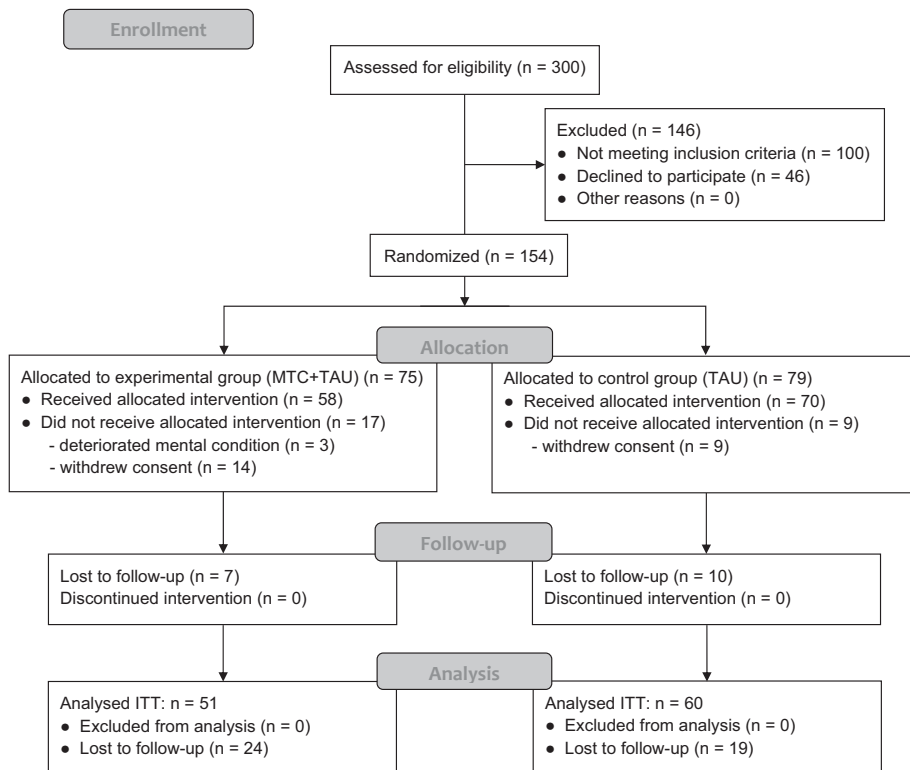 Enrollment
Assessed for eligibility (n = 300)
Excluded (n = 146)
● Not meeting inclusion criteria (n = 100)
● Declined to participate (n = 46)
● Other reasons (n = 0)
Randomized (n = 154)
Allocation
Allocated to experimental group (MTC+TAU) (n = 75)
● Received allocated intervention (n = 58)
● Did not receive allocated intervention (n = 17)
- deteriorated mental condition (n = 3)
- withdrew consent (n = 14)
Allocated to control group (TAU) (n = 79)
● Received allocated intervention (n = 70)
● Did not receive allocated intervention (n = 9)
- withdrew consent (n = 9)
Follow-up
Lost to follow-up (n = 7)
Discontinued intervention (n = 0)
Lost to follow-up (n = 10)
Discontinued intervention (n = 0)
Analysis
Analysed ITT: n = 51
● Excluded from analysis (n = 0)
● Lost to follow-up (n = 24)
Analysed ITT: n = 60
● Excluded from analysis (n = 0)
● Lost to follow-up (n = 19)